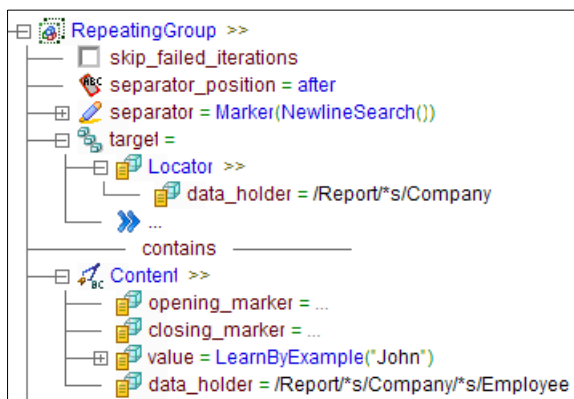 RepeatingGroup >>
skip_failed_iterations
separator_position = after
separator = Marker(NewlineSearch())
target =
Locator >>
data_holder = /Report/*s/Company
...
contains
Content >>
opening_marker = ...
closing_marker = ...
value = LearnByExample("John")
data_holder = /Report/*s/Company/*s/Employee